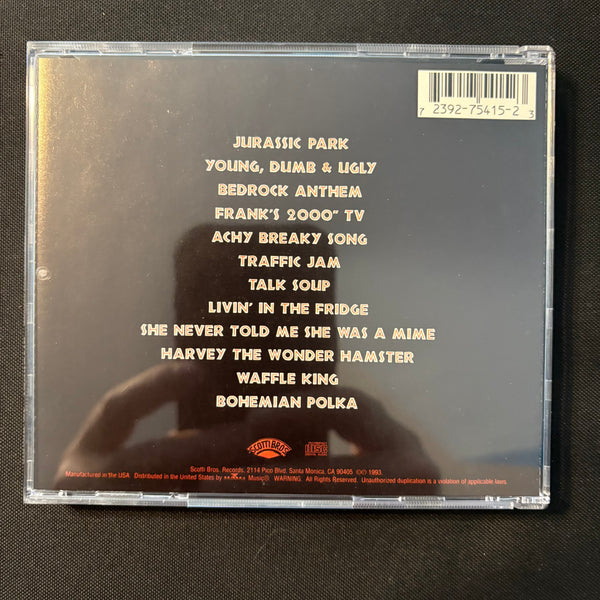 7 2392-75415-2 3
JURASSIC PARK
YOUNG, DUMB & UGLY
BEDROCK ANTHEM
FRANK'S 2000" TV
ACHY BREAKY SONG
TRAFFIC JAM
TALK SOUP
LIVIN' IN THE FRIDGE
SHE NEVER TOLD ME SHE WAS A MIME
HARVEY THE WONDER HAMSTER
WAFFLE KING
BOHEMIAN POLKA
SCOTTI BROS
disc
Scotti Bros. Records, 2114 Pico Blvd. Santa Monica, CA 90405 ℗© 1993.
Manufactured in the USA Distributed in the United States by Music® WARNING: All Rights Reserved. Unauthorized duplication is a violation of applicable laws.